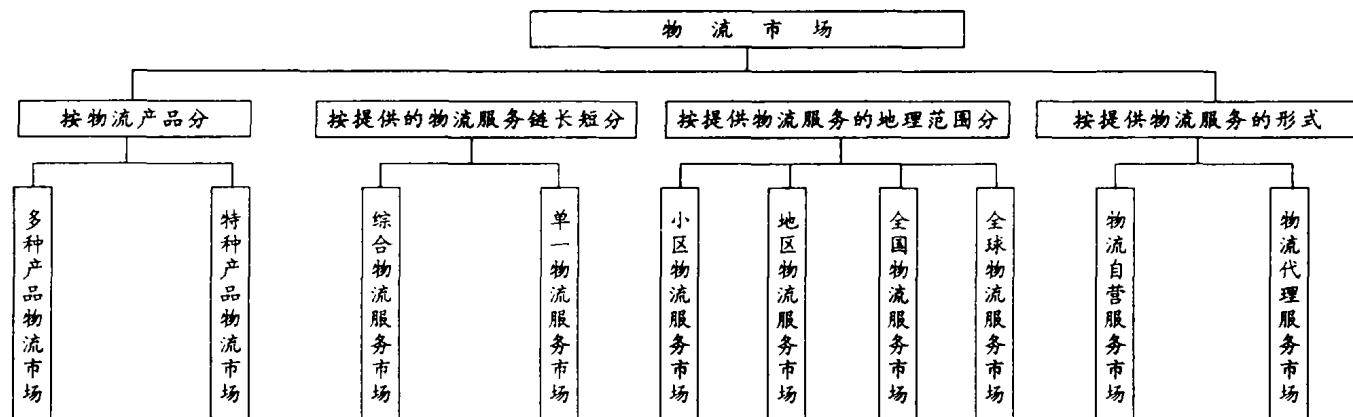 物流市场
按物流产品分
按提供的物流服务链长短分
按提供物流服务的地理范围分
按提供物流服务的形式
多种产品物流市场
特种产品物流市场
综合物流服务市场
单一物流服务市场
小区物流服务市场
地区物流服务市场
全国物流服务市场
全球物流服务市场
物流自营服务市场
物流代理服务市场